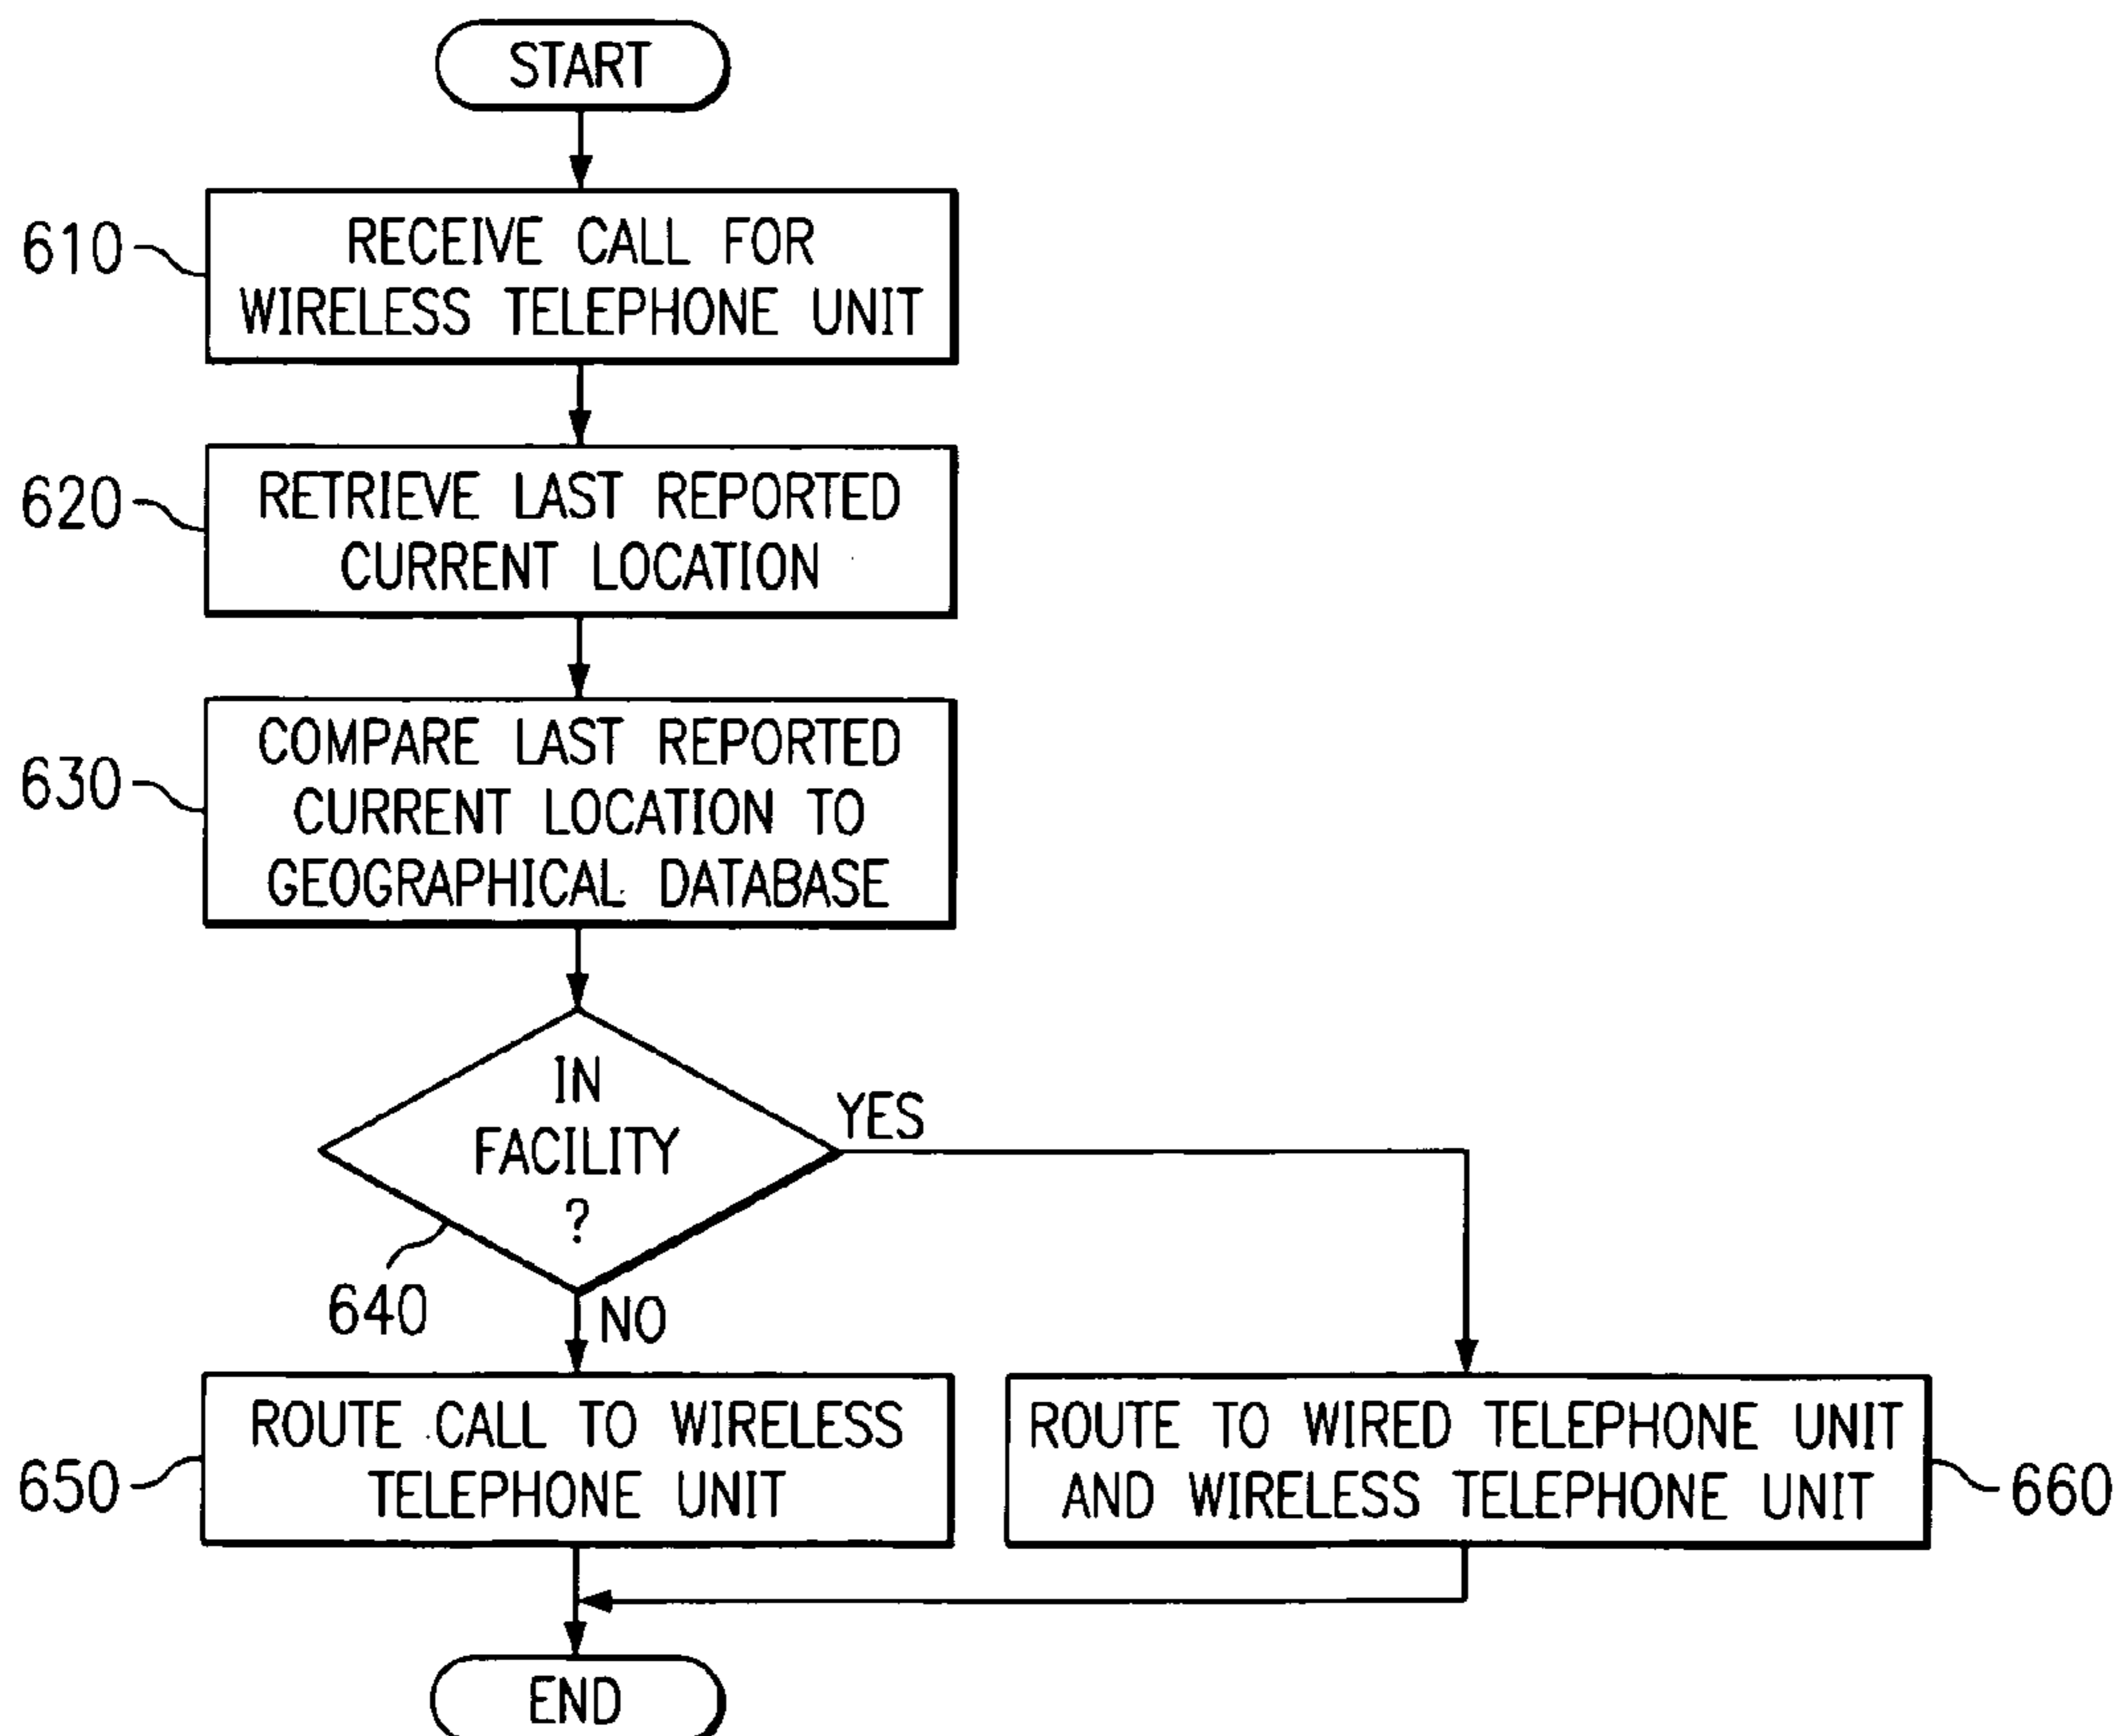 START
610
RECEIVE CALL FOR
WIRELESS TELEPHONE UNIT
620
RETRIEVE LAST REPORTED
CURRENT LOCATION
630
COMPARE LAST REPORTED
CURRENT LOCATION TO
GEOGRAPHICAL DATABASE
IN
FACILITY
?
YES
640
NO
650
ROUTE CALL TO WIRELESS
TELEPHONE UNIT
ROUTE TO WIRED TELEPHONE UNIT
AND WIRELESS TELEPHONE UNIT
660
END